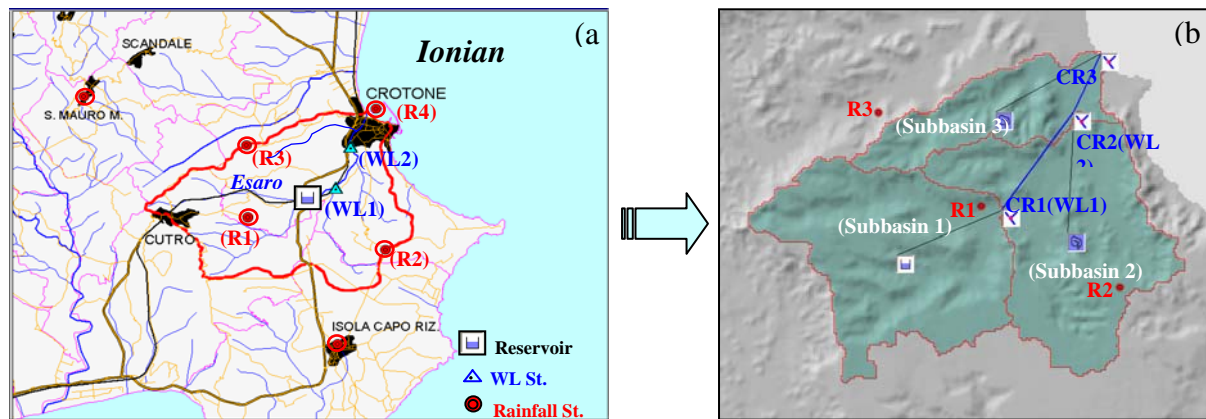 (a
Ionian
SCANDALE
S. MAURO M.
CROTONE
(R4)
(R3)
(WL2)
Esaro
(WL1)
(R1)
CUTRO
(R2)
ISOLA CAPO RIZ.
Reservoir
WL St.
Rainfall St.
(b
CR3
R3
(Subbasin 3)
CR2(WL
2)
R1
CR1(WL1)
(Subbasin 1)
(Subbasin 2)
R2